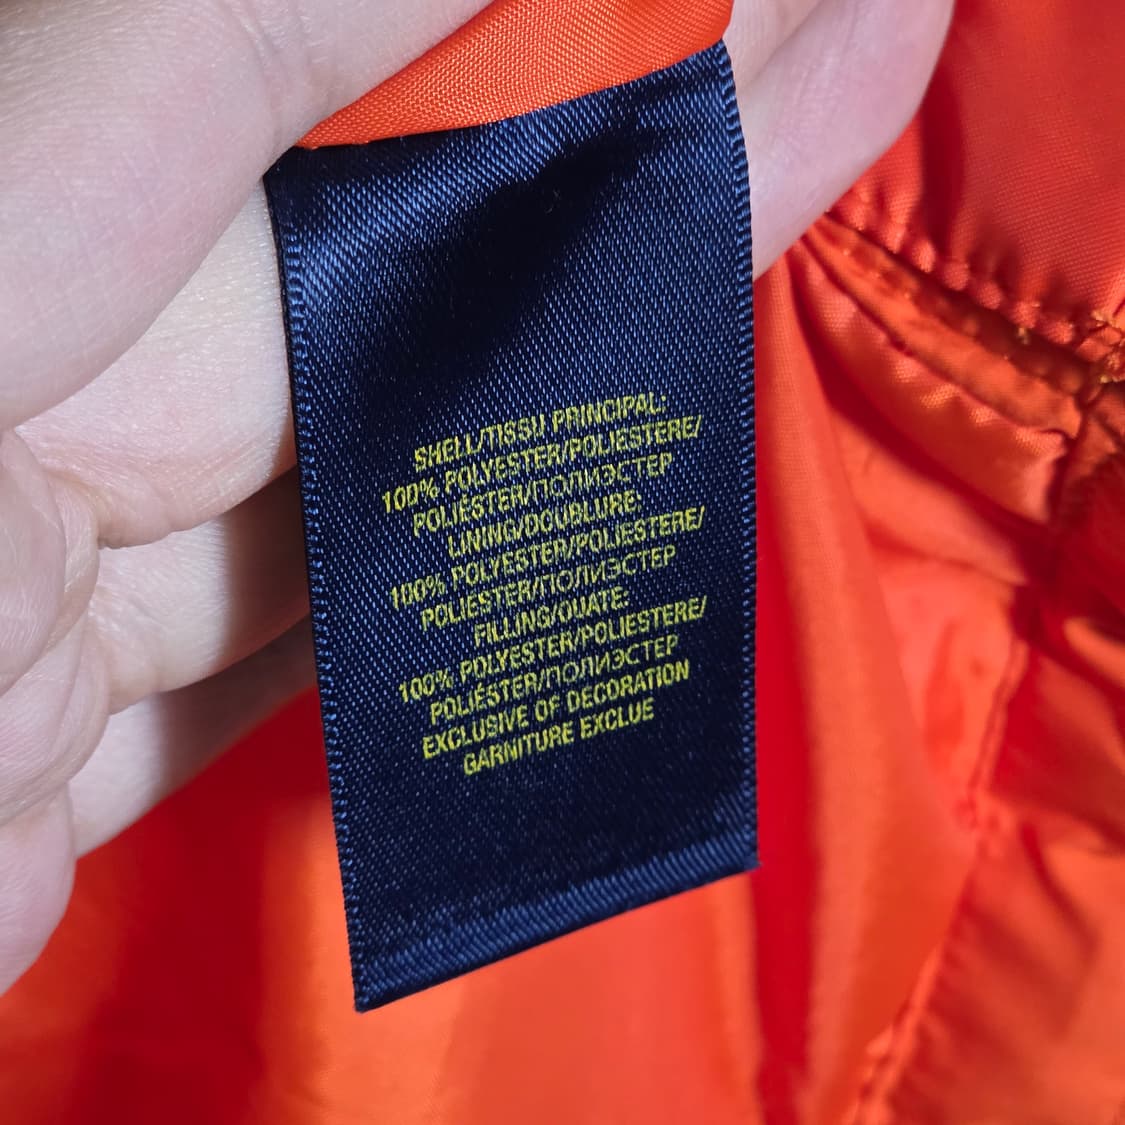 SHELL/TISSU PRINCIPAL:
100% POLYESTER/POLIESTERE/
POLIÉSTER/ПОЛИЭСТЕР
LINING/DOUBLURE:
100% POLYESTER/POLIESTERE/
POLIESTER/ПОЛИЭСТЕР
FILLING/OUATE:
100% POLYESTER/POLIESTERE/
POLIÉSTER/ПОЛИЭСТЕР
EXCLUSIVE OF DECORATION
GARNITURE EXCLUE